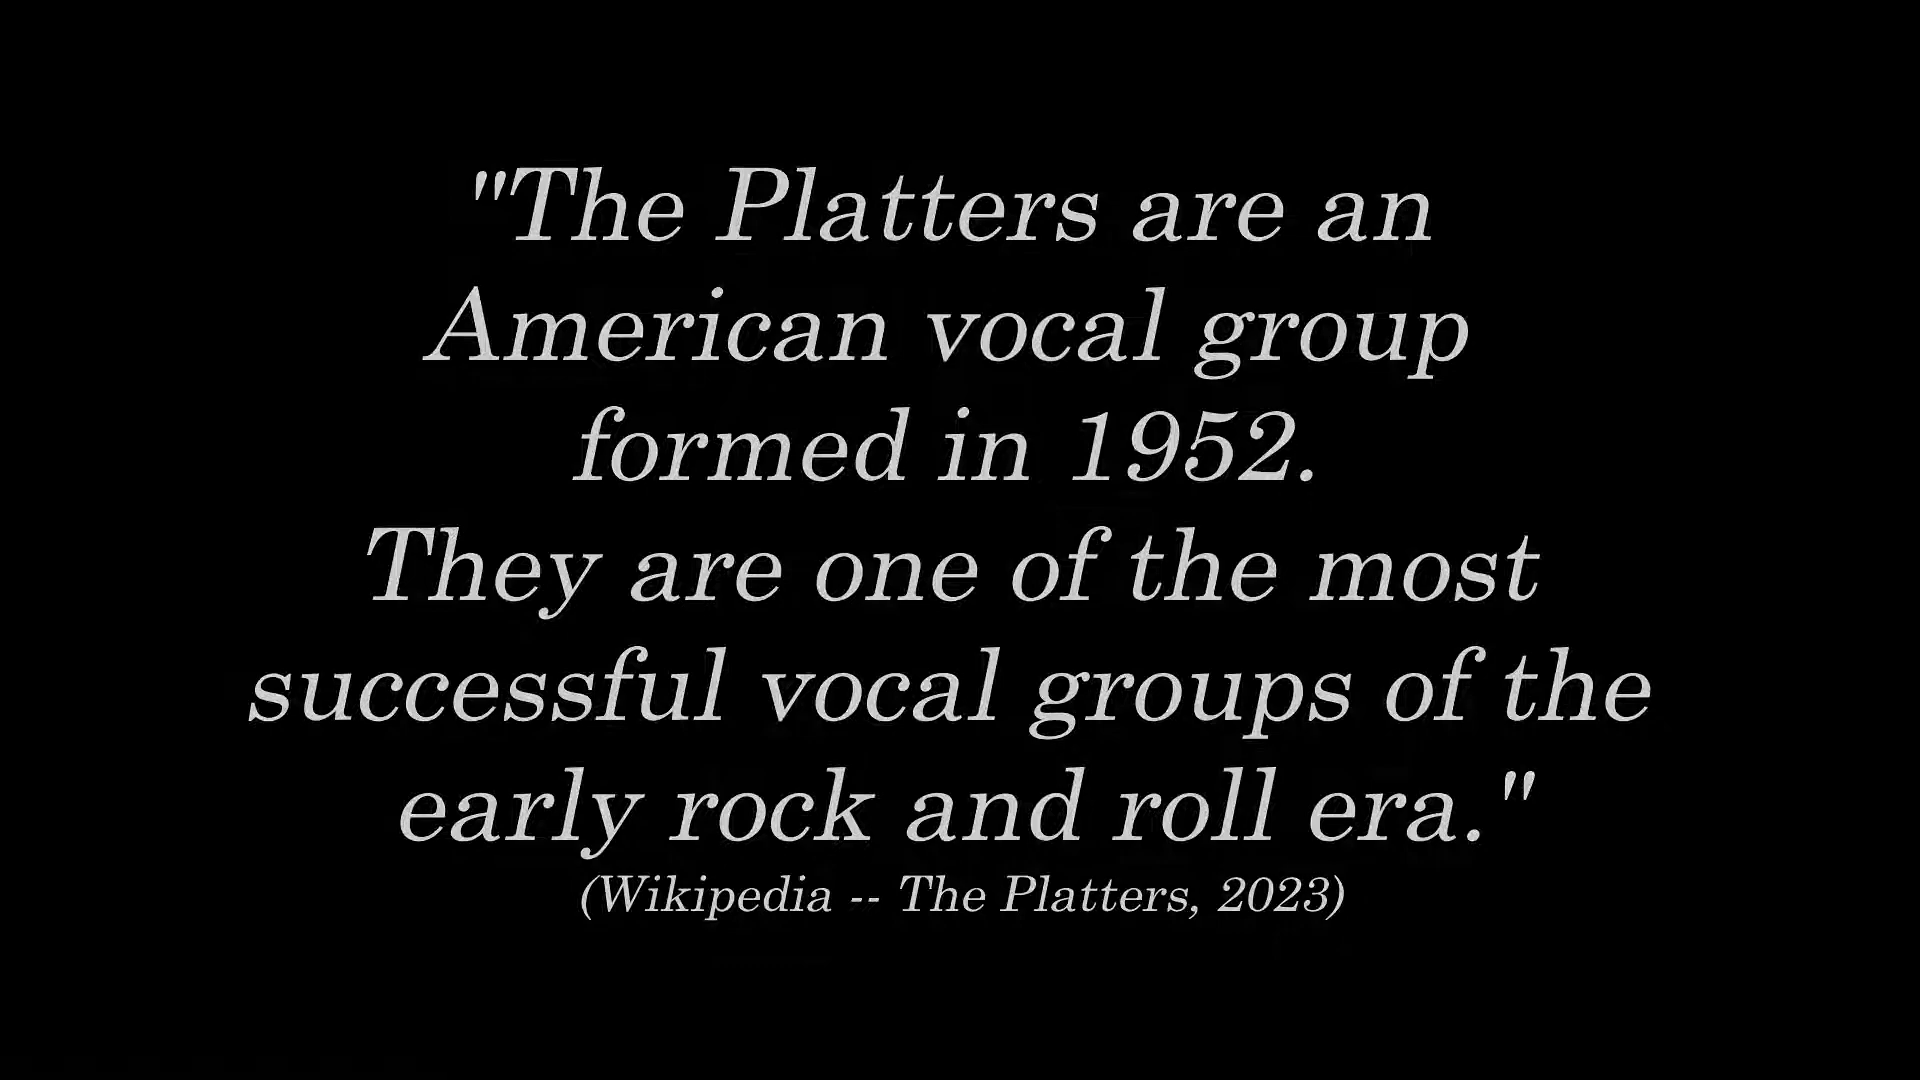 "The Platters are an
American vocal group
formed in 1952.
They are one of the most
successful vocal groups of the
early rock and roll era."
(Wikipedia -- The Platters, 2023)